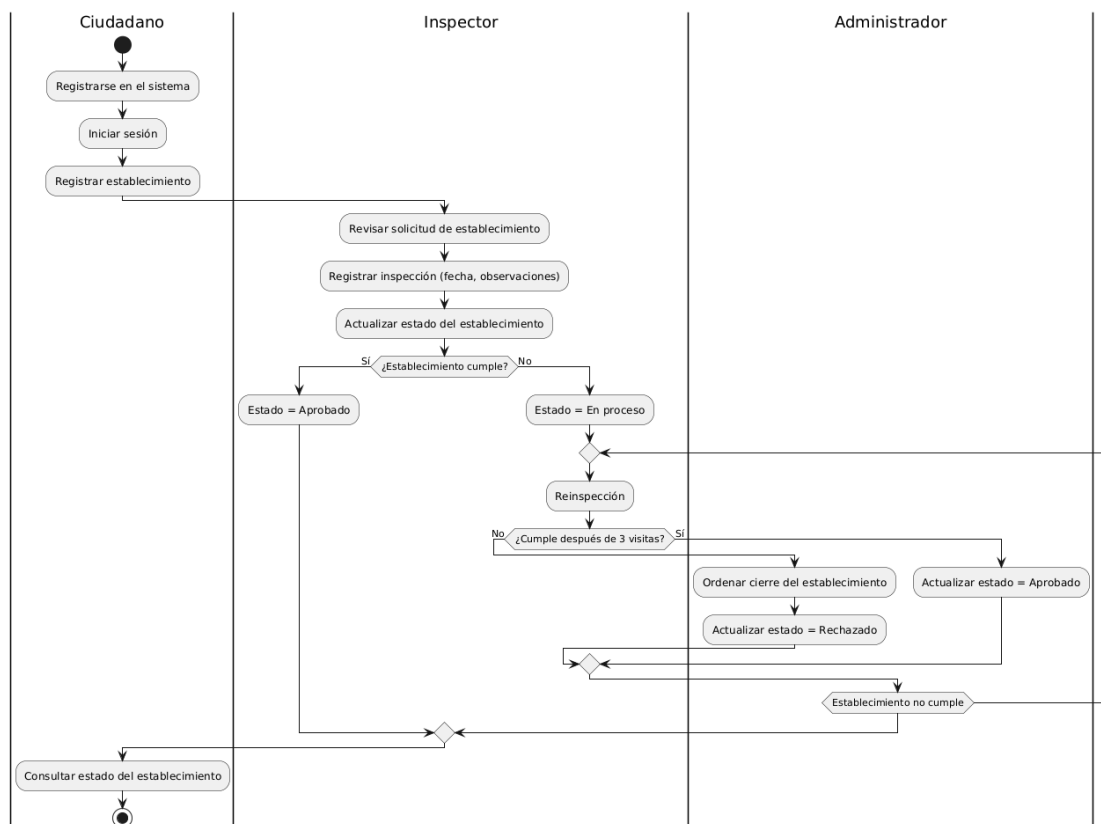 Ciudadano
Inspector
Administrador
Registrarse en el sistema
Iniciar sesión
Registrar establecimiento
Revisar solicitud de establecimiento
Registrar inspección (fecha, observaciones)
Actualizar estado del establecimiento
Sí
¿Establecimiento cumple?
No
Estado = Aprobado
Estado = En proceso
Reinspección
No
¿Cumple después de 3 visitas?
Sí
Ordenar cierre del establecimiento
Actualizar estado = Aprobado
Actualizar estado = Rechazado
Establecimiento no cumple
Consultar estado del establecimiento